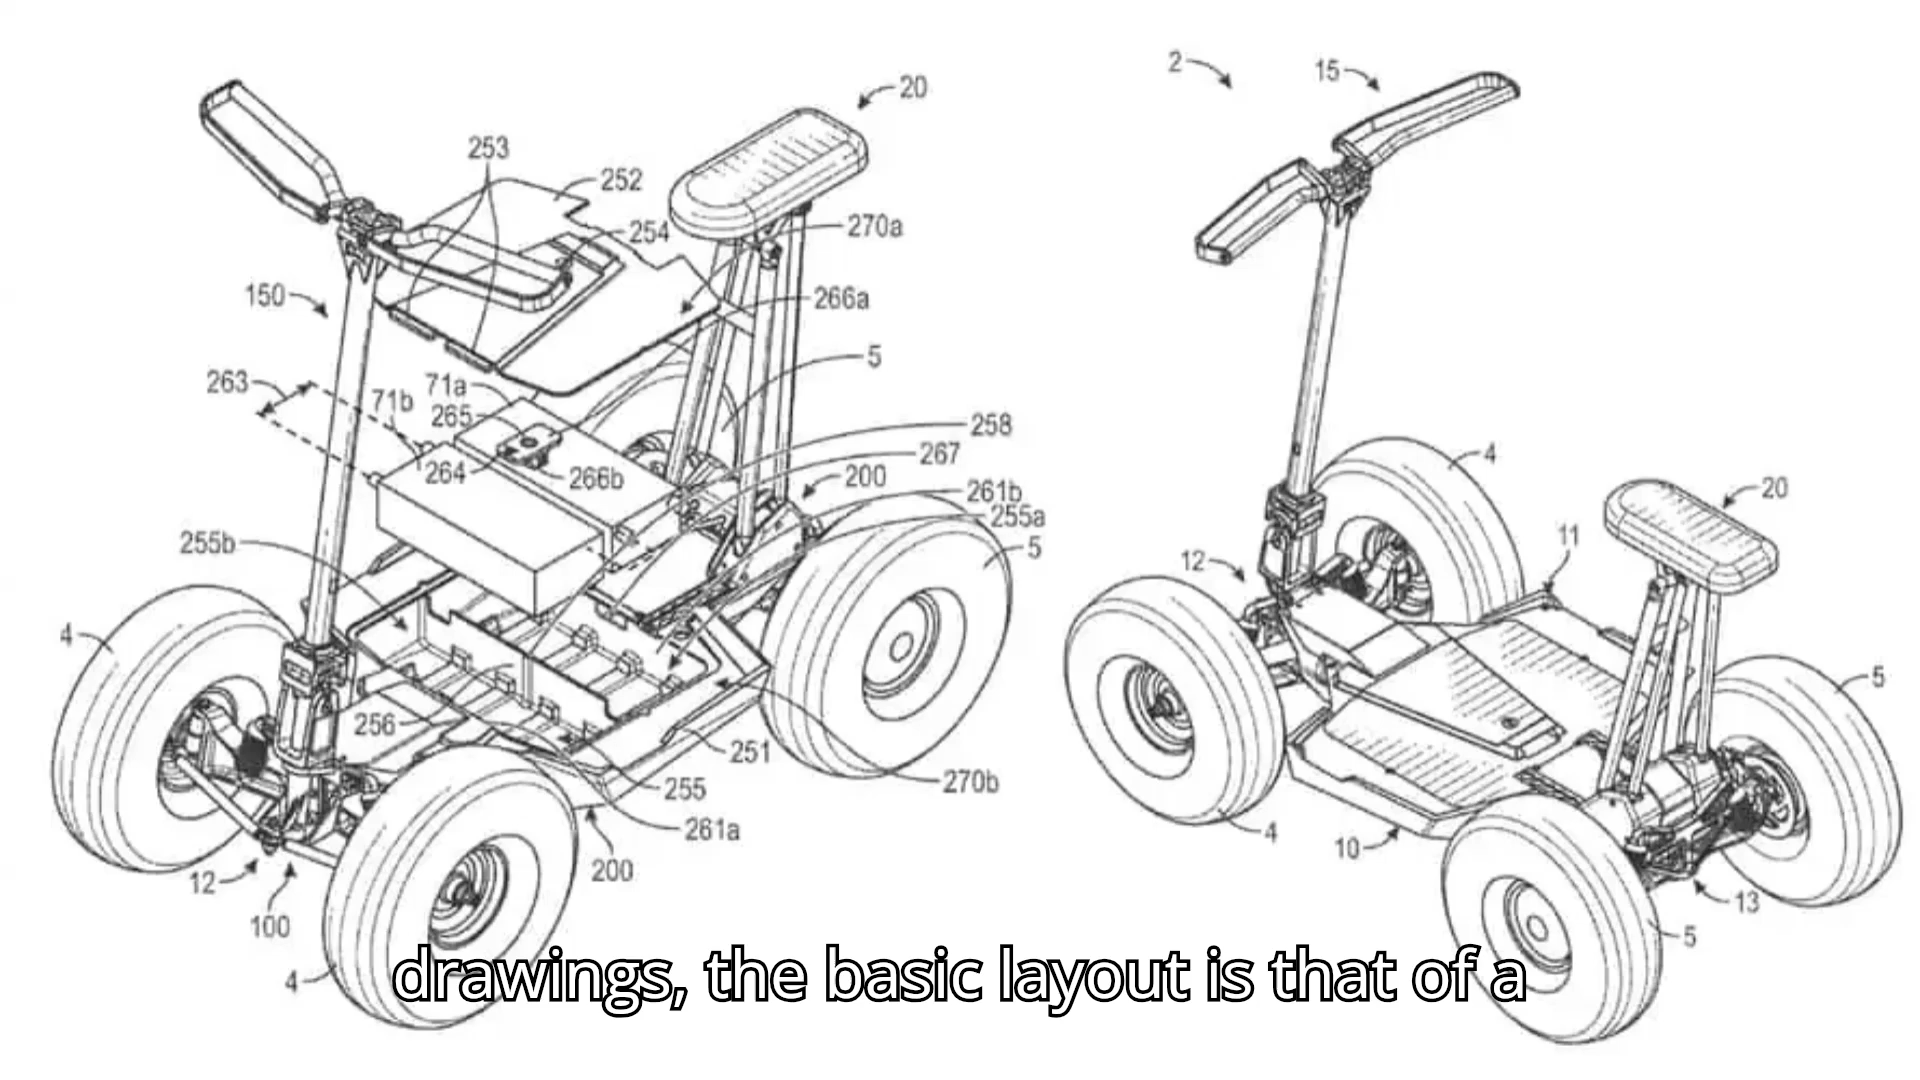 20
253
252
254
270a
150
266a
5
263
71a
71b
265
258
264
266b
267
200
261b
255a
5
255b
4
256
251
270b
255
261a
12
200
100
4
2
15
4
20
11
12
5
4
10
13
5
drawings, the basic layout is that of a